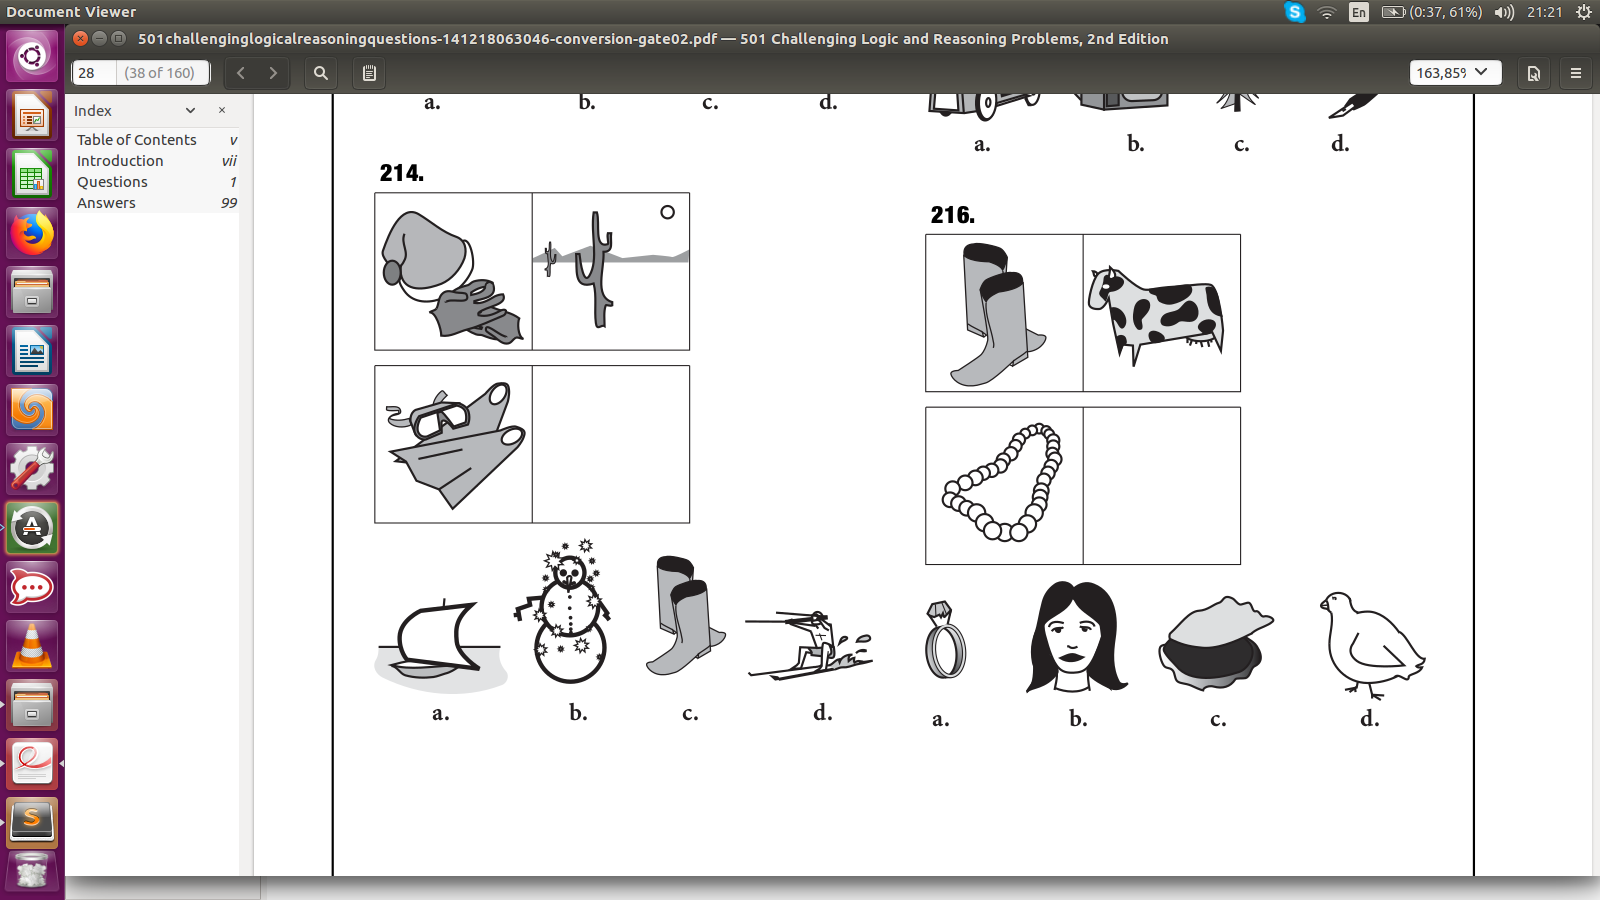 Document Viewer
En
(0:37, 61%)
21:21
501challenginglogicalreasoningquestions-141218063046-conversion-gate02.pdf — 501 Challenging Logic and Reasoning Problems, 2nd Edition
28
(38 of 160)
163,85%
Index
Table of Contents v
Introduction vii
Questions 1
Answers 99
a. b. c. d.
214.
a. b. c. d.
a. b. c. d.
216.
a. b. c. d.